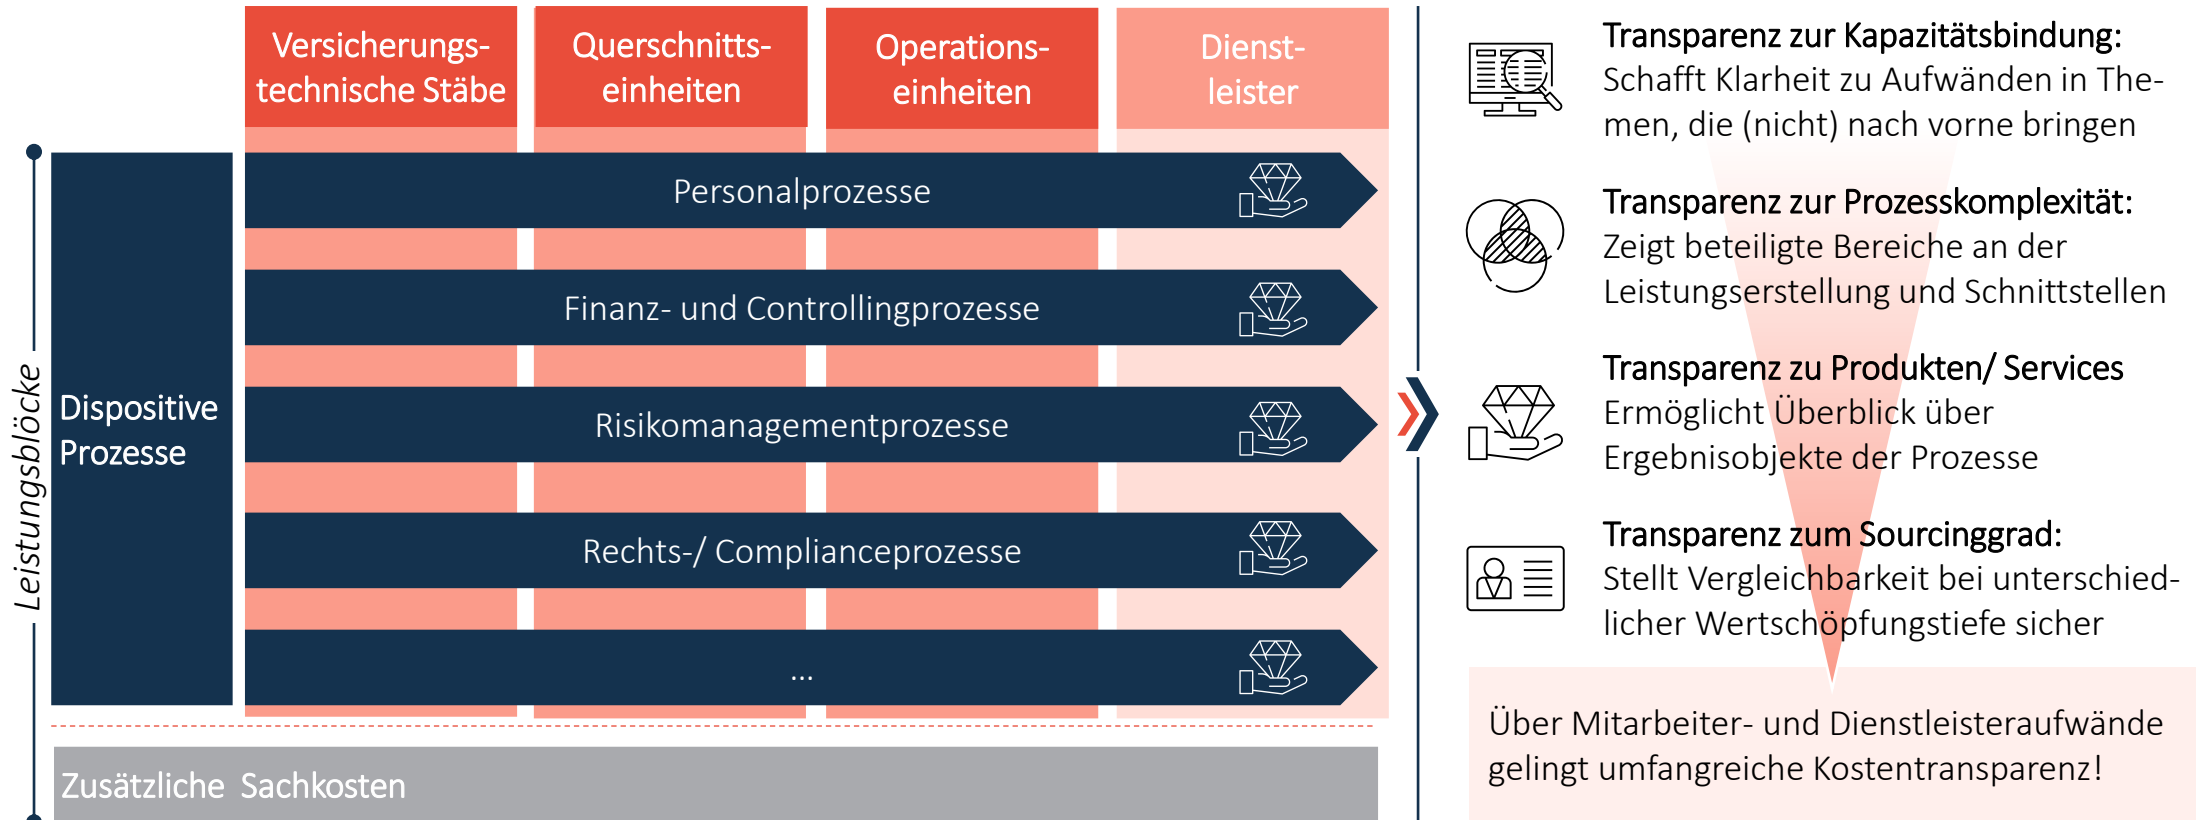 Versicherungs-
technische Stäbe
Querschnitts-
einheiten
Operations-
einheiten
Dienst-
leister
Leistungsblöcke
Dispositive
Prozesse
Personalprozesse
Finanz- und Controllingprozesse
Risikomanagementprozesse
Rechts-/ Complianceprozesse
...
Zusätzliche Sachkosten
Transparenz zur Kapazitätsbindung:
Schafft Klarheit zu Aufwänden in The-
men, die (nicht) nach vorne bringen
Transparenz zur Prozesskomplexität:
Zeigt beteiligte Bereiche an der
Leistungserstellung und Schnittstellen
Transparenz zu Produkten/ Services
Ermöglicht Überblick über
Ergebnisobjekte der Prozesse
Transparenz zum Sourcinggrad:
Stellt Vergleichbarkeit bei unterschied-
licher Wertschöpfungstiefe sicher
Über Mitarbeiter- und Dienstleisteraufwände
gelingt umfangreiche Kostentransparenz!